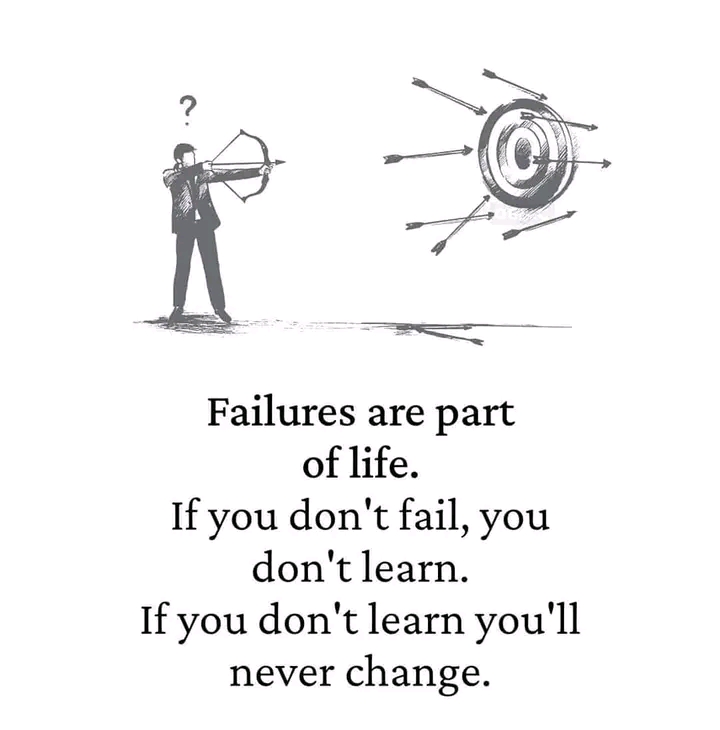 ?
Failures are part
of life.
If you don't fail, you
don't learn.
If you don't learn you'll
never change.